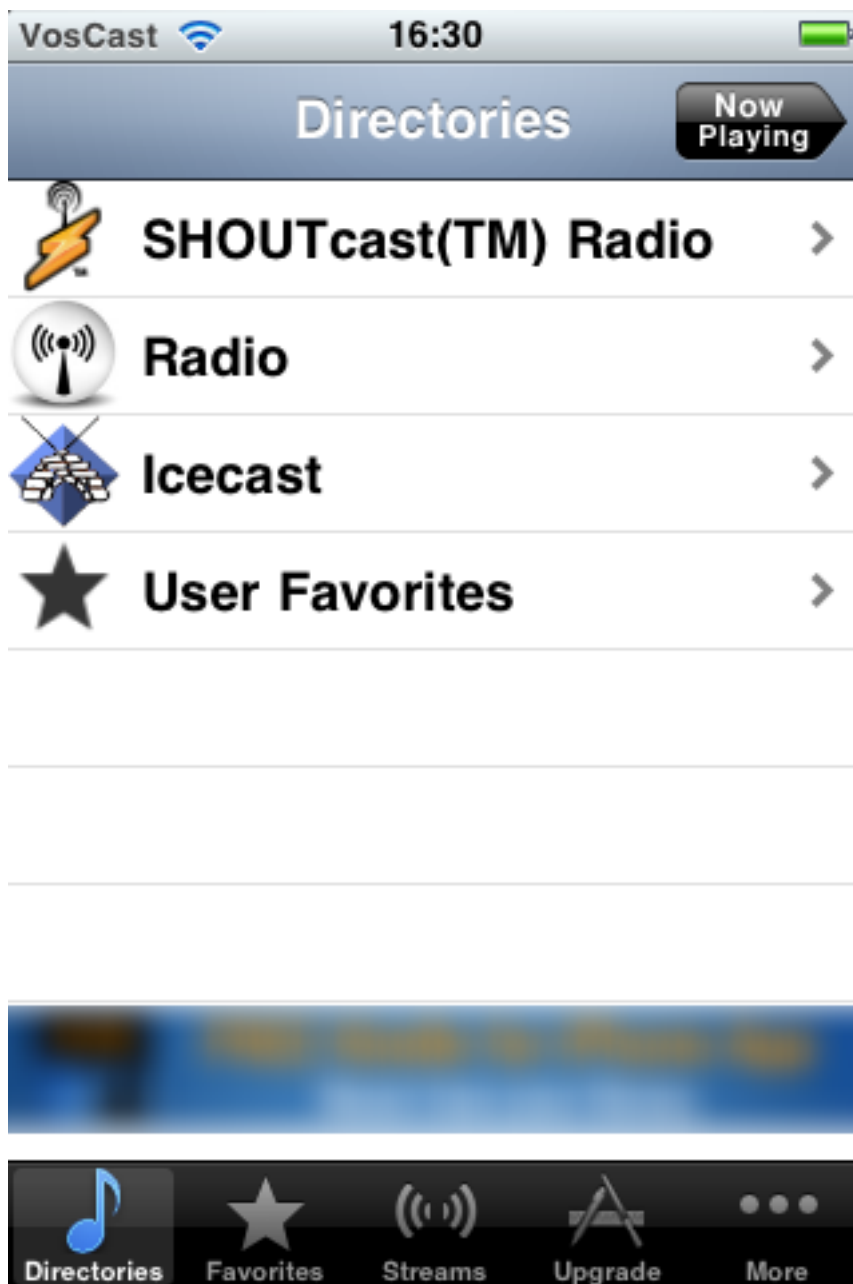 VosCast 16:30
Directories
Now
Playing
SHOUTcast(TM) Radio
Radio
Icecast
User Favorites
Directories Favorites Streams Upgrade More